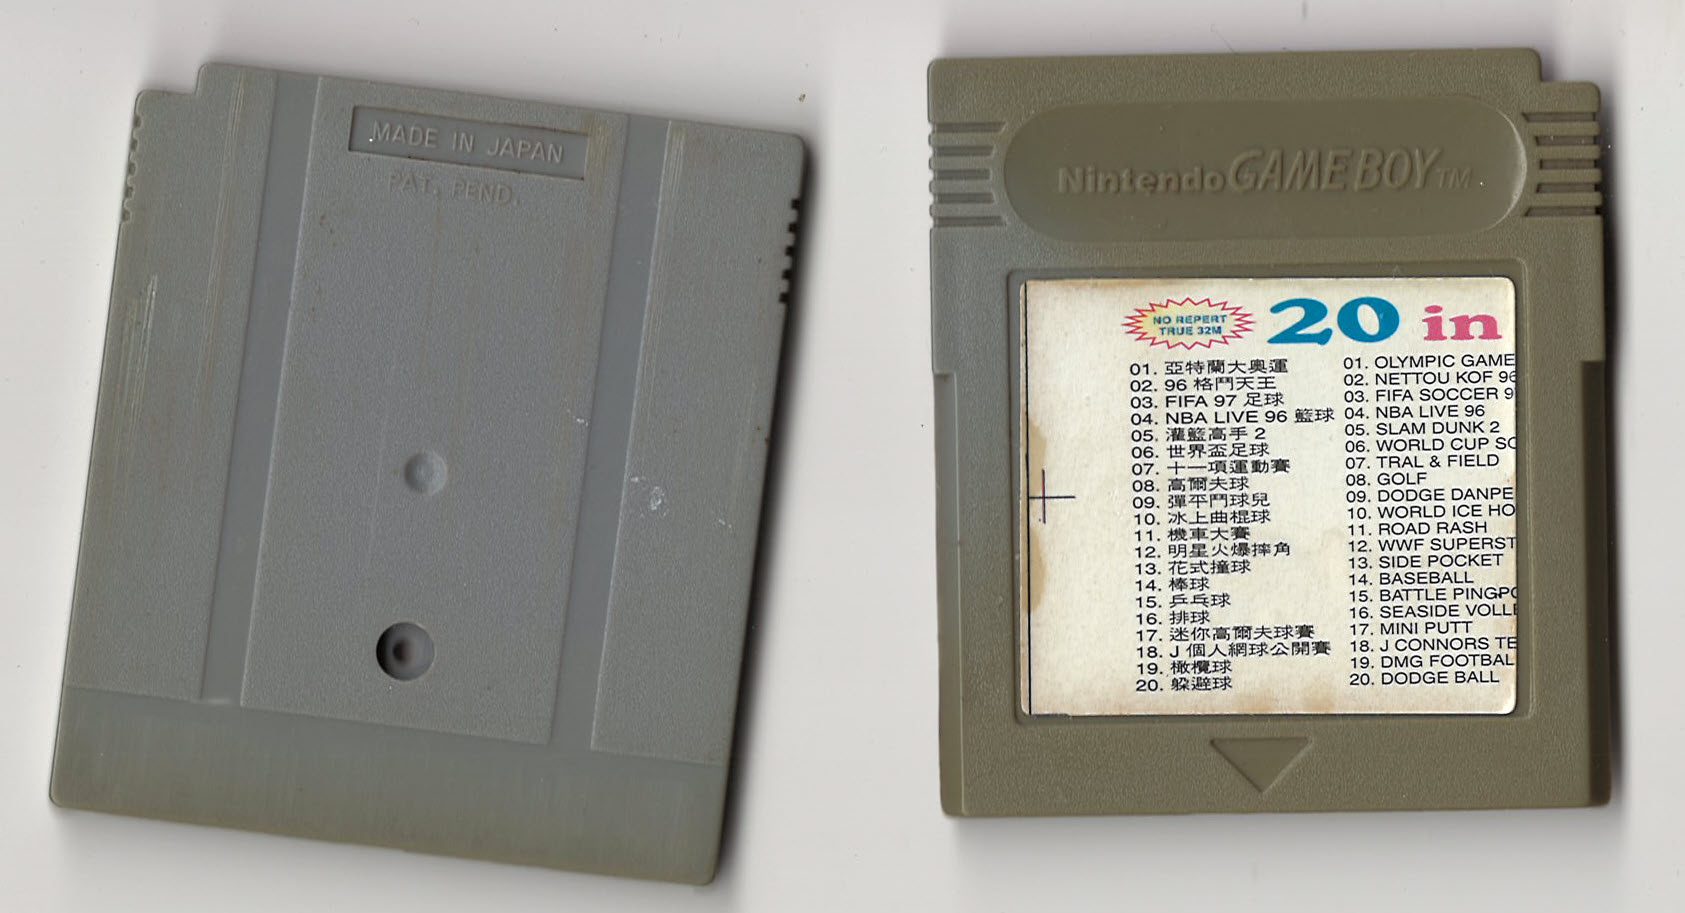 MADE IN JAPAN
PAT. PEND.
Nintendo GAME BOY TM
NO REPERT
TRUE 32M
20 in
01. 亞特蘭大奧運
02. 96 格鬥天王
03. FIFA 97 足球
04. NBA LIVE 96 籃球
05. 灌籃高手 2
06. 世界盃足球
07. 十一項運動賽
08. 高爾夫球
09. 彈平鬥球兒
10. 冰上曲棍球
11. 機車大賽
12. 明星火爆摔角
13. 花式撞球
14. 棒球
15. 乒乓球
16. 排球
17. 迷你高爾夫球賽
18. J 個人網球公開賽
19. 橄欖球
20. 躲避球
01. OLYMPIC GAME
02. NETTOU KOF 96
03. FIFA SOCCER 9
04. NBA LIVE 96
05. SLAM DUNK 2
06. WORLD CUP SO
07. TRAL & FIELD
08. GOLF
09. DODGE DANPE
10. WORLD ICE HO
11. ROAD RASH
12. WWF SUPERST
13. SIDE POCKET
14. BASEBALL
15. BATTLE PINGPO
16. SEASIDE VOLLE
17. MINI PUTT
18. J CONNORS TE
19. DMG FOOTBAL
20. DODGE BALL